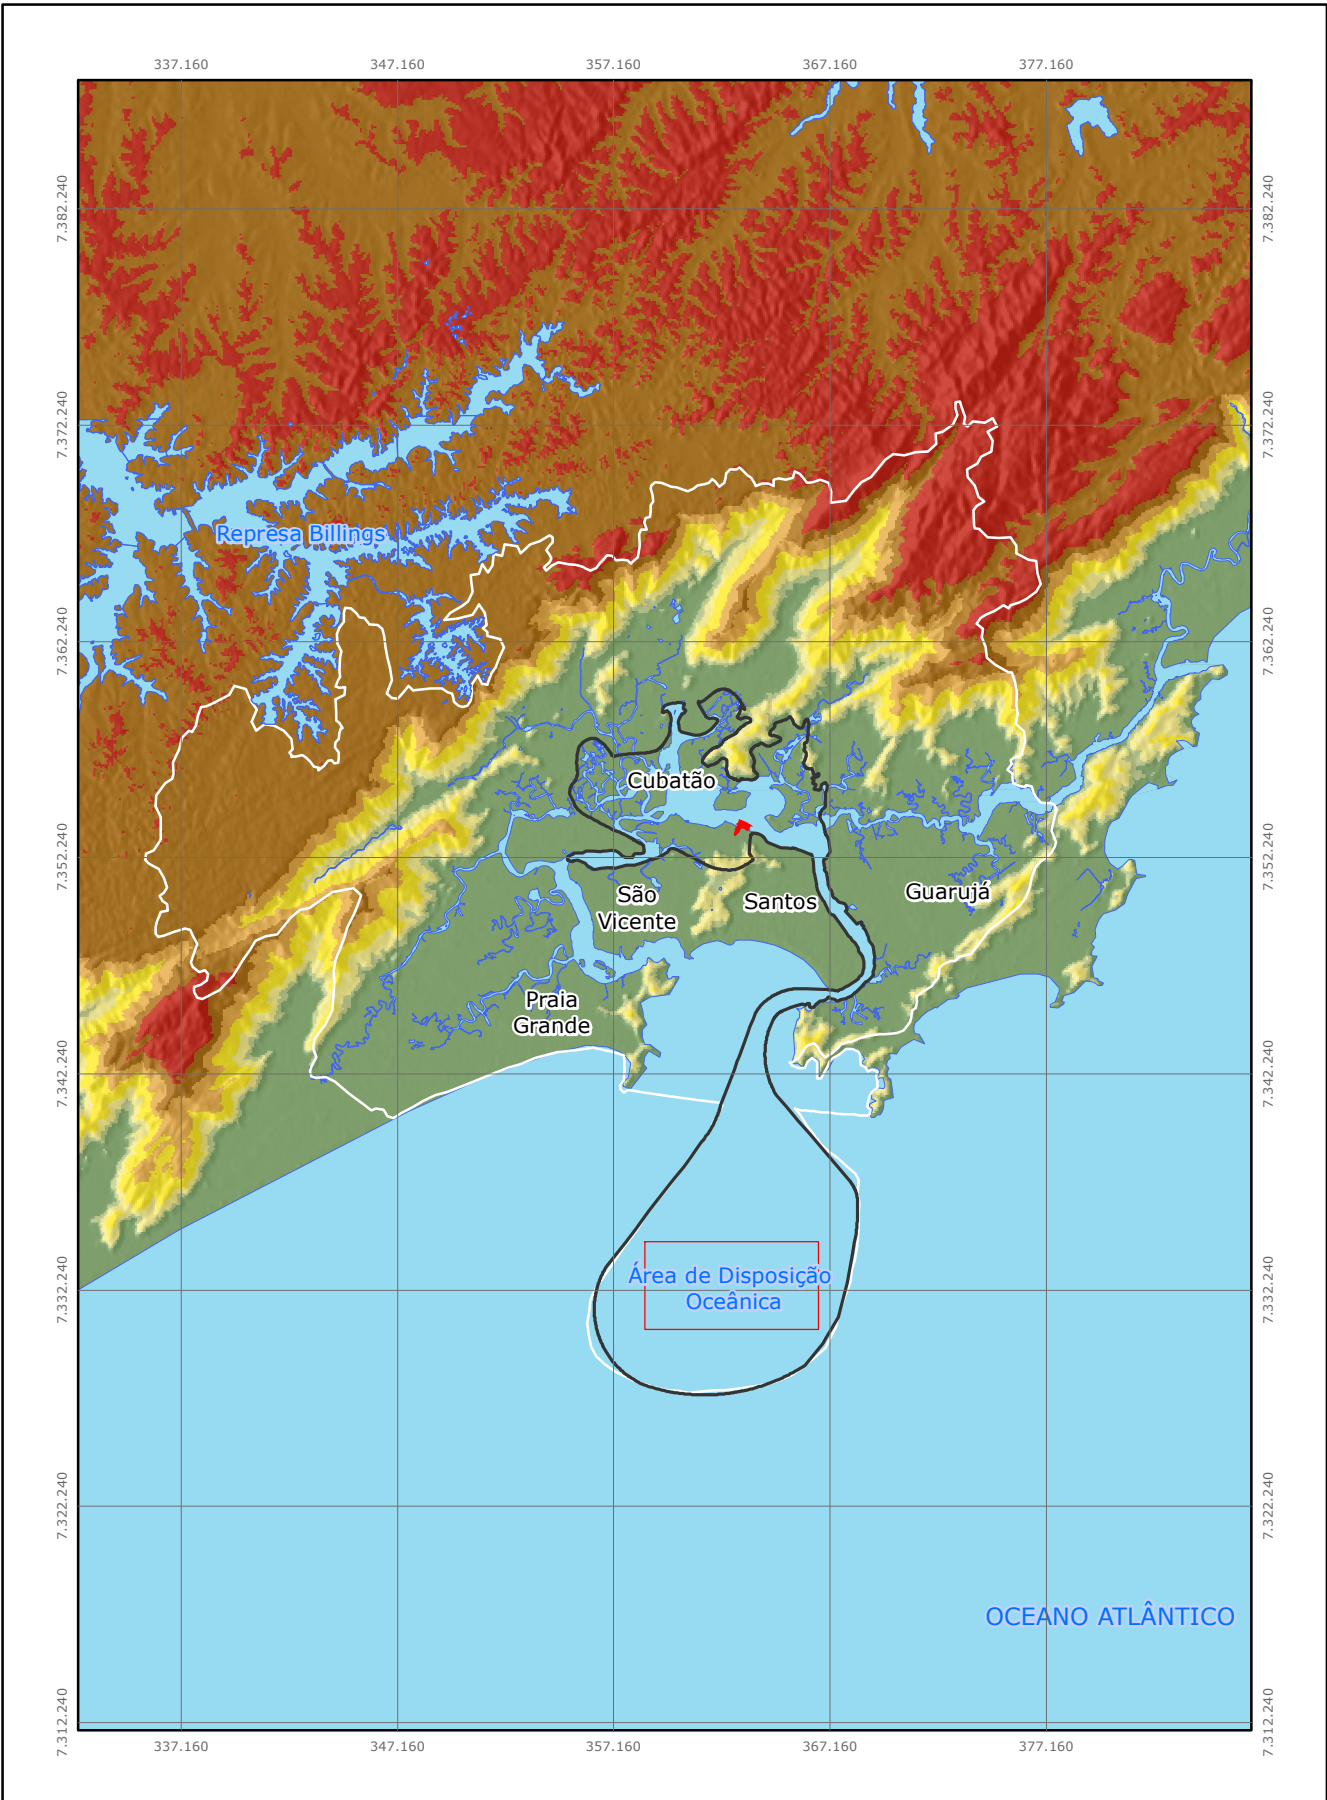 337.160
347.160
357.160
367.160
377.160
7.382.240
7.382.240
7.372.240
7.372.240
Represa Billings
7.362.240
7.362.240
Cubatão
7.352.240
7.352.240
São
Vicente
Santos
Guarujá
Praia
Grande
7.342.240
7.342.240
7.332.240
7.332.240
Área de Disposição
Oceânica
7.322.240
7.322.240
OCEANO ATLÂNTICO
7.312.240
7.312.240
337.160
347.160
357.160
367.160
377.160